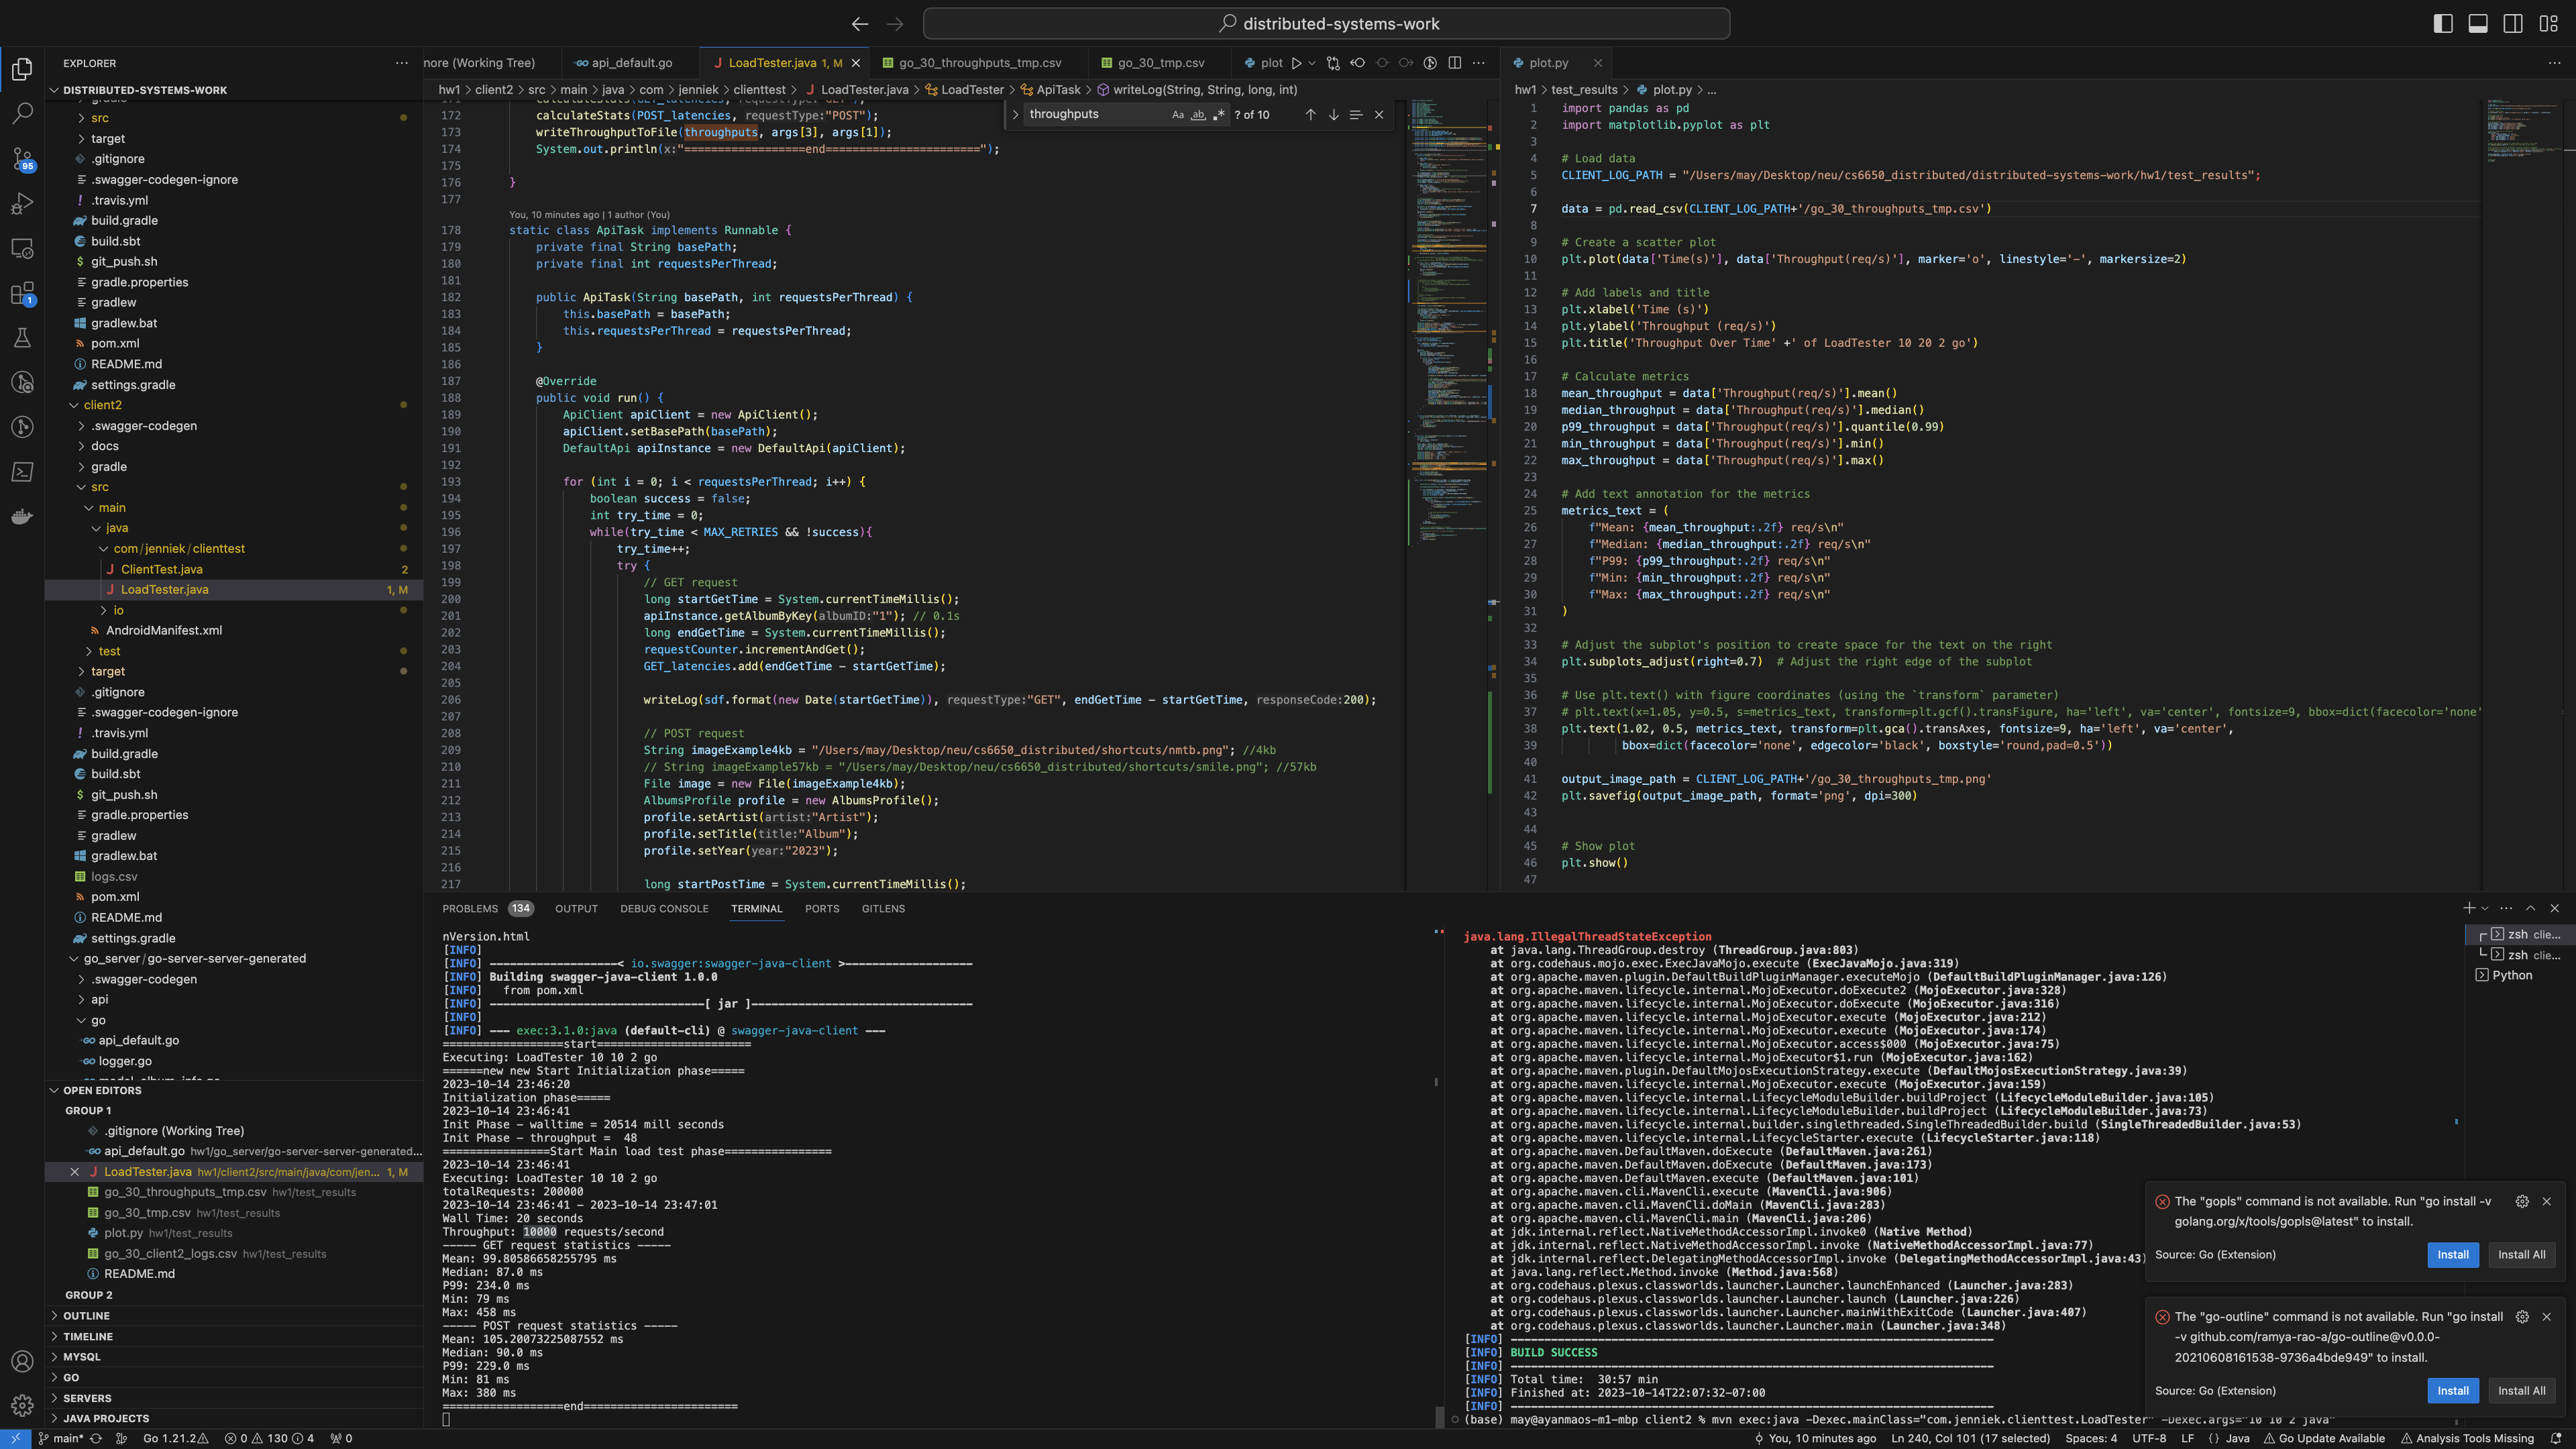 distributed-systems-work
EXPLORER
DISTRIBUTED-SYSTEMS-WORK
gradle
src
target
.gitignore
.swagger-codegen-ignore
.travis.yml
build.gradle
build.sbt
git_push.sh
gradle.properties
gradlew
gradlew.bat
pom.xml
README.md
settings.gradle
client2
.swagger-codegen
docs
gradle
src
main
java
com/jenniek/clienttest
ClientTest.java 2
LoadTester.java 1, M
io
AndroidManifest.xml
test
target
.gitignore
.swagger-codegen-ignore
.travis.yml
build.gradle
build.sbt
git_push.sh
gradle.properties
gradlew
gradlew.bat
logs.csv
pom.xml
README.md
settings.gradle
go_server/go-server-server-generated
.swagger-codegen
api
go
api_default.go
logger.go
OPEN EDITORS
GROUP 1
.gitignore (Working Tree)
api_default.go hw1/go_server/go-server-server-generated...
LoadTester.java hw1/client2/src/main/java/com/jen... 1, M
go_30_throughputs_tmp.csv hw1/test_results
go_30_tmp.csv hw1/test_results
plot.py hw1/test_results
go_30_client2_logs.csv hw1/test_results
README.md
GROUP 2
OUTLINE
TIMELINE
MYSQL
GO
SERVERS
JAVA PROJECTS
95
1
nore (Working Tree) api_default.go LoadTester.java 1, M go_30_throughputs_tmp.csv go_30_tmp.csv plot
hw1 > client2 > src > main > java > com > jenniek > clienttest > LoadTester.java > LoadTester > ApiTask > writeLog(String, String, long, int)
throughputs Aa ab .* ? of 10
171 calculateStats(GET_latencies, requestType:"GET");
172 calculateStats(POST_latencies, requestType:"POST");
173 writeThroughputToFile(throughputs, args[3], args[1]);
174 System.out.println(x:"==================end======================");
175
176 }
177
You, 10 minutes ago | 1 author (You)
178 static class ApiTask implements Runnable {
179 private final String basePath;
180 private final int requestsPerThread;
181
182 public ApiTask(String basePath, int requestsPerThread) {
183 this.basePath = basePath;
184 this.requestsPerThread = requestsPerThread;
185 }
186
187 @Override
188 public void run() {
189 ApiClient apiClient = new ApiClient();
190 apiClient.setBasePath(basePath);
191 DefaultApi apiInstance = new DefaultApi(apiClient);
192
193 for (int i = 0; i < requestsPerThread; i++) {
194 boolean success = false;
195 int try_time = 0;
196 while(try_time < MAX_RETRIES && !success){
197 try_time++;
198 try {
199 // GET request
200 long startGetTime = System.currentTimeMillis();
201 apiInstance.getAlbumByKey(albumID:"1"); // 0.1s
202 long endGetTime = System.currentTimeMillis();
203 requestCounter.incrementAndGet();
204 GET_latencies.add(endGetTime - startGetTime);
205
206 writeLog(sdf.format(new Date(startGetTime)), requestType:"GET", endGetTime - startGetTime, responseCode:200);
207
208 // POST request
209 String imageExample4kb = "/Users/may/Desktop/neu/cs6650_distributed/shortcuts/nmtb.png"; //4kb
210 // String imageExample57kb = "/Users/may/Desktop/neu/cs6650_distributed/shortcuts/smile.png"; //57kb
211 File image = new File(imageExample4kb);
212 AlbumsProfile profile = new AlbumsProfile();
213 profile.setArtist(artist:"Artist");
214 profile.setTitle(title:"Album");
215 profile.setYear(year:"2023");
216
217 long startPostTime = System.currentTimeMillis();
plot.py
hw1 > test_results > plot.py > ...
1 import pandas as pd
2 import matplotlib.pyplot as plt
3
4 # Load data
5 CLIENT_LOG_PATH = "/Users/may/Desktop/neu/cs6650_distributed/distributed-systems-work/hw1/test_results";
6
7 data = pd.read_csv(CLIENT_LOG_PATH+'/go_30_throughputs_tmp.csv')
8
9 # Create a scatter plot
10 plt.plot(data['Time(s)'], data['Throughput(req/s)'], marker='o', linestyle='-', markersize=2)
11
12 # Add labels and title
13 plt.xlabel('Time (s)')
14 plt.ylabel('Throughput (req/s)')
15 plt.title('Throughput Over Time' +' of LoadTester 10 20 2 go')
16
17 # Calculate metrics
18 mean_throughput = data['Throughput(req/s)'].mean()
19 median_throughput = data['Throughput(req/s)'].median()
20 p99_throughput = data['Throughput(req/s)'].quantile(0.99)
21 min_throughput = data['Throughput(req/s)'].min()
22 max_throughput = data['Throughput(req/s)'].max()
23
24 # Add text annotation for the metrics
25 metrics_text = (
26 f"Mean: {mean_throughput:.2f} req/s\n"
27 f"Median: {median_throughput:.2f} req/s\n"
28 f"P99: {p99_throughput:.2f} req/s\n"
29 f"Min: {min_throughput:.2f} req/s\n"
30 f"Max: {max_throughput:.2f} req/s\n"
31 )
32
33 # Adjust the subplot's position to create space for the text on the right
34 plt.subplots_adjust(right=0.7) # Adjust the right edge of the subplot
35
36 # Use plt.text() with figure coordinates (using the `transform` parameter)
37 # plt.text(x=1.05, y=0.5, s=metrics_text, transform=plt.gcf().transFigure, ha='left', va='center', fontsize=9, bbox=dict(facecolor='none'
38 plt.text(1.02, 0.5, metrics_text, transform=plt.gca().transAxes, fontsize=9, ha='left', va='center',
39 bbox=dict(facecolor='none', edgecolor='black', boxstyle='round,pad=0.5'))
40
41 output_image_path = CLIENT_LOG_PATH+'/go_30_throughputs_tmp.png'
42 plt.savefig(output_image_path, format='png', dpi=300)
43
44
45 # Show plot
46 plt.show()
47
PROBLEMS 134 OUTPUT DEBUG CONSOLE TERMINAL PORTS GITLENS
nVersion.html
[INFO]
[INFO] -------------------< io.swagger:swagger-java-client >-------------------
[INFO] Building swagger-java-client 1.0.0
[INFO] from pom.xml
[INFO] --------------------------------[ jar ]---------------------------------
[INFO]
[INFO] --- exec:3.1.0:java (default-cli) @ swagger-java-client ---
==================start=======================
Executing: LoadTester 10 10 2 go
======new new Start Initialization phase=====
2023-10-14 23:46:20
Initialization phase=====
2023-10-14 23:46:41
Init Phase - walltime = 20514 mill seconds
Init Phase - throughput = 48
================Start Main load test phase================
2023-10-14 23:46:41
Executing: LoadTester 10 10 2 go
totalRequests: 200000
2023-10-14 23:46:41 - 2023-10-14 23:47:01
Wall Time: 20 seconds
Throughput: 10000 requests/second
----- GET request statistics -----
Mean: 99.80586658255795 ms
Median: 87.0 ms
P99: 234.0 ms
Min: 79 ms
Max: 458 ms
----- POST request statistics -----
Mean: 105.20073225087552 ms
Median: 90.0 ms
P99: 229.0 ms
Min: 81 ms
Max: 380 ms
==================end=======================
java.lang.IllegalThreadStateException
at java.lang.ThreadGroup.destroy (ThreadGroup.java:803)
at org.codehaus.mojo.exec.ExecJavaMojo.execute (ExecJavaMojo.java:319)
at org.apache.maven.plugin.DefaultBuildPluginManager.executeMojo (DefaultBuildPluginManager.java:126)
at org.apache.maven.lifecycle.internal.MojoExecutor.doExecute2 (MojoExecutor.java:328)
at org.apache.maven.lifecycle.internal.MojoExecutor.doExecute (MojoExecutor.java:316)
at org.apache.maven.lifecycle.internal.MojoExecutor.execute (MojoExecutor.java:212)
at org.apache.maven.lifecycle.internal.MojoExecutor.execute (MojoExecutor.java:174)
at org.apache.maven.lifecycle.internal.MojoExecutor.access$000 (MojoExecutor.java:75)
at org.apache.maven.lifecycle.internal.MojoExecutor$1.run (MojoExecutor.java:162)
at org.apache.maven.plugin.DefaultMojosExecutionStrategy.execute (DefaultMojosExecutionStrategy.java:39)
at org.apache.maven.lifecycle.internal.MojoExecutor.execute (MojoExecutor.java:159)
at org.apache.maven.lifecycle.internal.LifecycleModuleBuilder.buildProject (LifecycleModuleBuilder.java:105)
at org.apache.maven.lifecycle.internal.LifecycleModuleBuilder.buildProject (LifecycleModuleBuilder.java:73)
at org.apache.maven.lifecycle.internal.builder.singlethreaded.SingleThreadedBuilder.build (SingleThreadedBuilder.java:53)
at org.apache.maven.lifecycle.internal.LifecycleStarter.execute (LifecycleStarter.java:118)
at org.apache.maven.DefaultMaven.doExecute (DefaultMaven.java:261)
at org.apache.maven.DefaultMaven.doExecute (DefaultMaven.java:173)
at org.apache.maven.DefaultMaven.execute (DefaultMaven.java:101)
at org.apache.maven.cli.MavenCli.execute (MavenCli.java:906)
at org.apache.maven.cli.MavenCli.doMain (MavenCli.java:283)
at org.apache.maven.cli.MavenCli.main (MavenCli.java:206)
at jdk.internal.reflect.NativeMethodAccessorImpl.invoke0 (Native Method)
at jdk.internal.reflect.NativeMethodAccessorImpl.invoke (NativeMethodAccessorImpl.java:77)
at jdk.internal.reflect.DelegatingMethodAccessorImpl.invoke (DelegatingMethodAccessorImpl.java:43)
at java.lang.reflect.Method.invoke (Method.java:568)
at org.codehaus.plexus.classworlds.launcher.Launcher.launchEnhanced (Launcher.java:283)
at org.codehaus.plexus.classworlds.launcher.Launcher.launch (Launcher.java:226)
at org.codehaus.plexus.classworlds.launcher.Launcher.mainWithExitCode (Launcher.java:407)
at org.codehaus.plexus.classworlds.launcher.Launcher.main (Launcher.java:348)
[INFO] ------------------------------------------------------------------------
[INFO] BUILD SUCCESS
[INFO] ------------------------------------------------------------------------
[INFO] Total time: 30:57 min
[INFO] Finished at: 2023-10-14T22:07:32-07:00
[INFO] ------------------------------------------------------------------------
(base) may@ayanmaos-m1-mbp client2 % mvn exec:java -Dexec.mainClass="com.jenniek.clienttest.LoadTester" -Dexec.args="10 10 2 java"
zsh clie...
zsh clie...
Python
The "gopls" command is not available. Run "go install -v
golang.org/x/tools/gopls@latest" to install.
Source: Go (Extension) Install Install All
The "go-outline" command is not available. Run "go install
-v github.com/ramya-rao-a/go-outline@v0.0.0-
20210608161538-9736a4bde949" to install.
Source: Go (Extension) Install Install All
main* Go 1.21.2 0 130 4 0 You, 10 minutes ago Ln 240, Col 101 (17 selected) Spaces: 4 UTF-8 LF {} Java Go Update Available Analysis Tools Missing